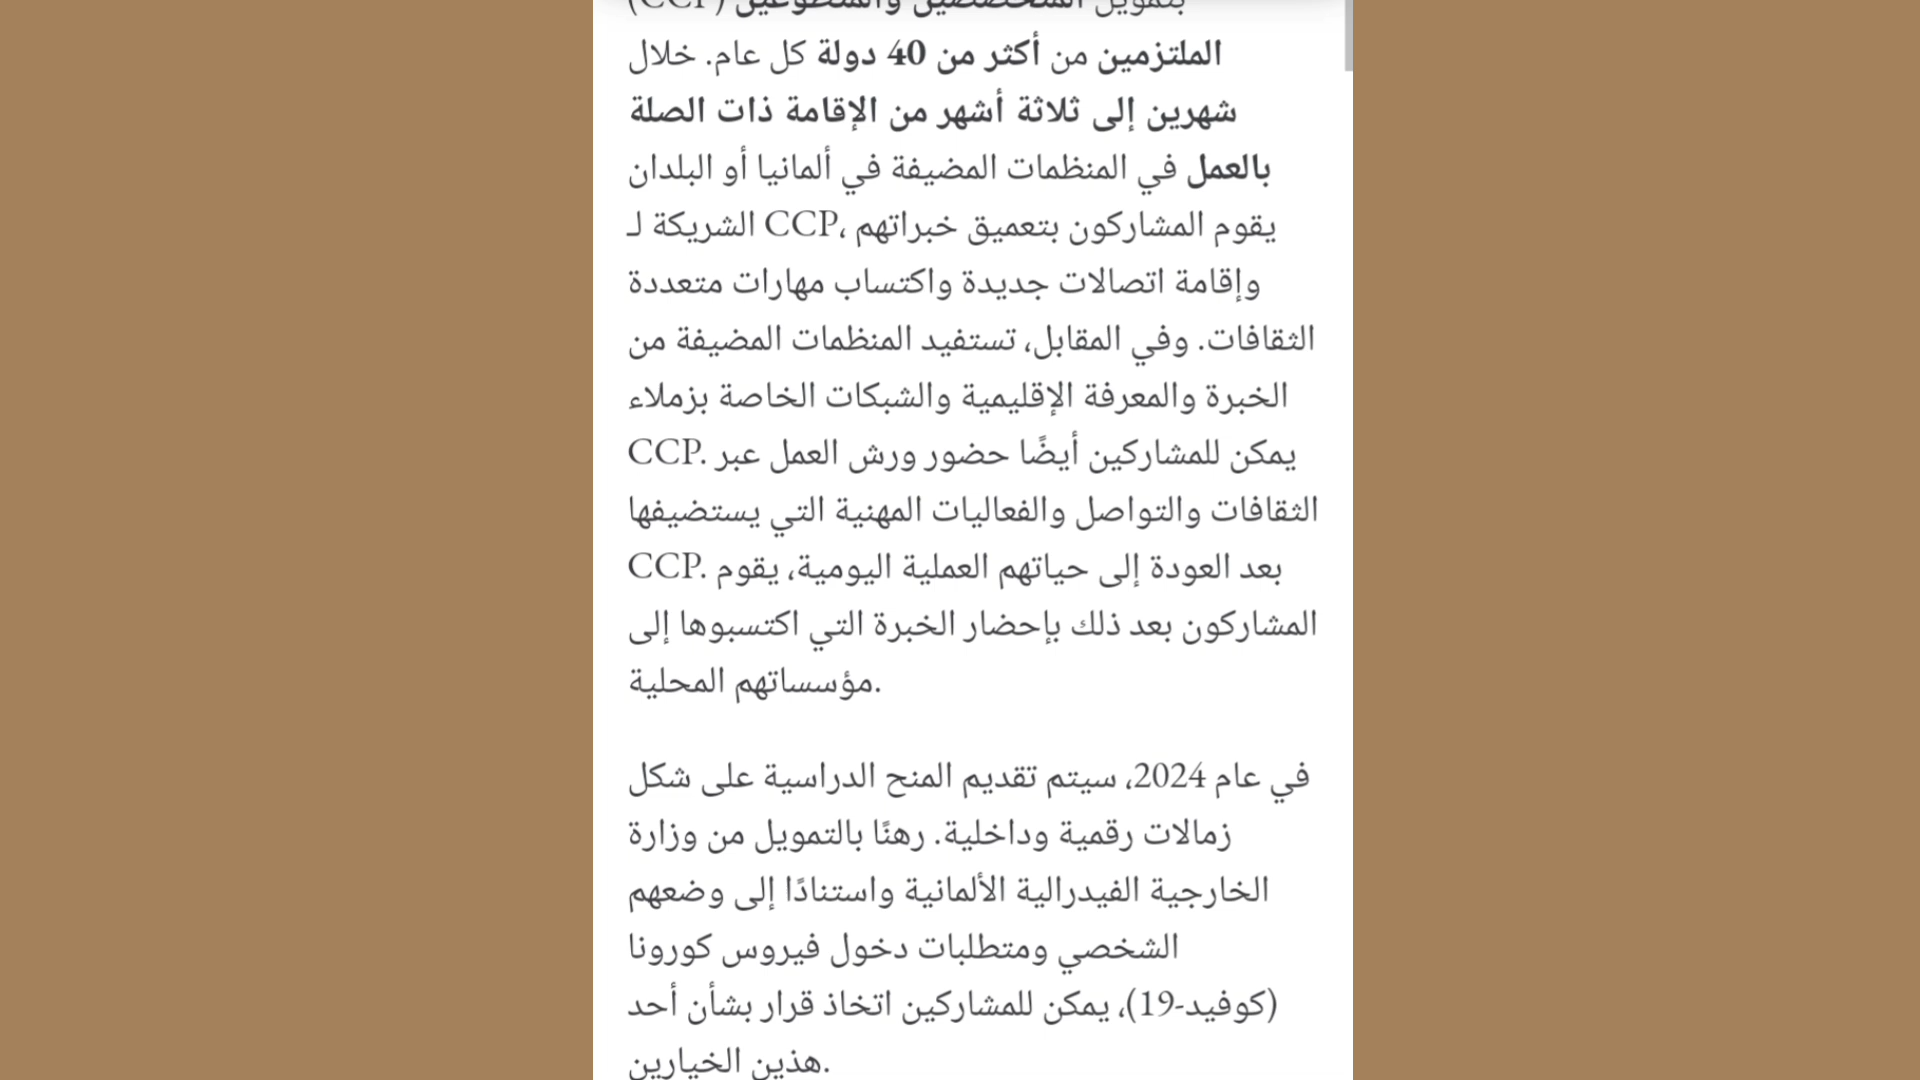 بتمويل المتخصصين والمتطوعين (CCP)
الملتزمين من أكثر من 40 دولة كل عام. خلال
شهرين إلى ثلاثة أشهر من الإقامة ذات الصلة
بالعمل في المنظمات المضيفة في ألمانيا أو البلدان
يقوم المشاركون بتعميق خبراتهم ،CCP الشريكة لـ
وإقامة اتصالات جديدة واكتساب مهارات متعددة
الثقافات. وفي المقابل، تستفيد المنظمات المضيفة من
الخبرة والمعرفة الإقليمية والشبكات الخاصة بزملاء
يمكن للمشاركين أيضًا حضور ورش العمل عبر .CCP
الثقافات والتواصل والفعاليات المهنية التي يستضيفها
بعد العودة إلى حياتهم العملية اليومية، يقوم .CCP
المشاركون بعد ذلك بإحضار الخبرة التي اكتسبوها إلى
مؤسساتهم المحلية.
في عام 2024، سيتم تقديم المنح الدراسية على شكل
زمالات رقمية وداخلية. رهنًا بالتمويل من وزارة
الخارجية الفيدرالية الألمانية واستنادًا إلى وضعهم
الشخصي ومتطلبات دخول فيروس كورونا
(كوفيد-19)، يمكن للمشاركين اتخاذ قرار بشأن أحد
هذين الخيارين.